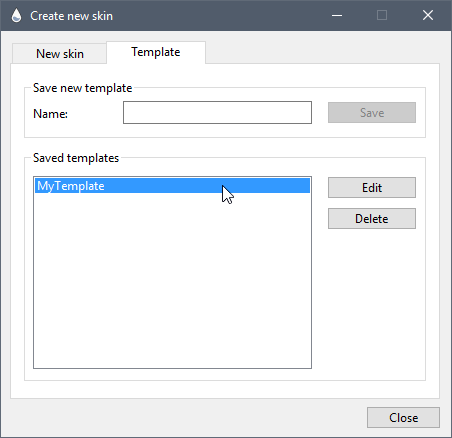 Create new skin
New skin
Template
Save new template
Name:
Save
Saved templates
MyTemplate
Edit
Delete
Close